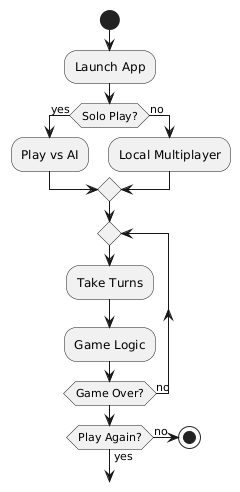 Launch App
yes
Solo Play?
no
Play vs AI
Local Multiplayer
Take Turns
Game Logic
Game Over?
no
Play Again?
no
yes